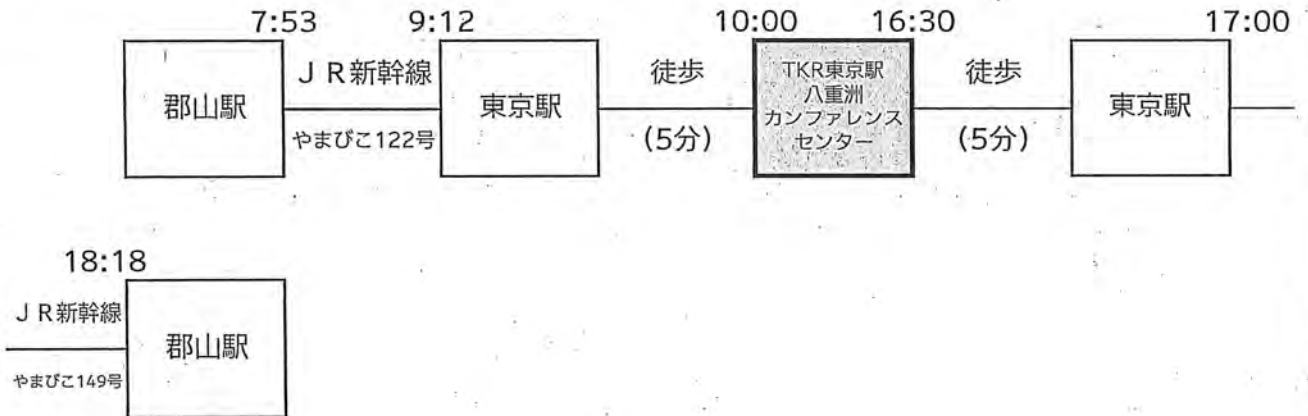 7:53
9:12
10:00
16:30
17:00
郡山駅
JR新幹線
やまびこ122号
東京駅
徒歩
(5分)
TKR東京駅
八重洲
カンファレンス
センター
徒歩
(5分)
東京駅
18:18
JR新幹線
やまびこ149号
郡山駅